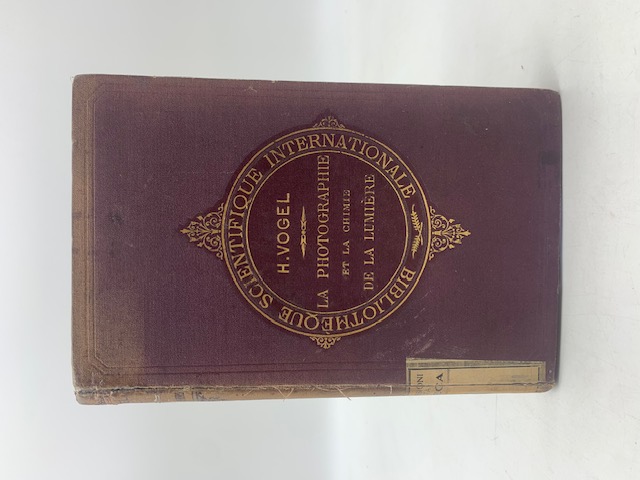 BIBLIOTHÈQUE SCIENTIFIQUE INTERNATIONALE
H. VOGEL
LA PHOTOGRAPHIE
ET LA CHIMIE
DE LA LUMIÈRE